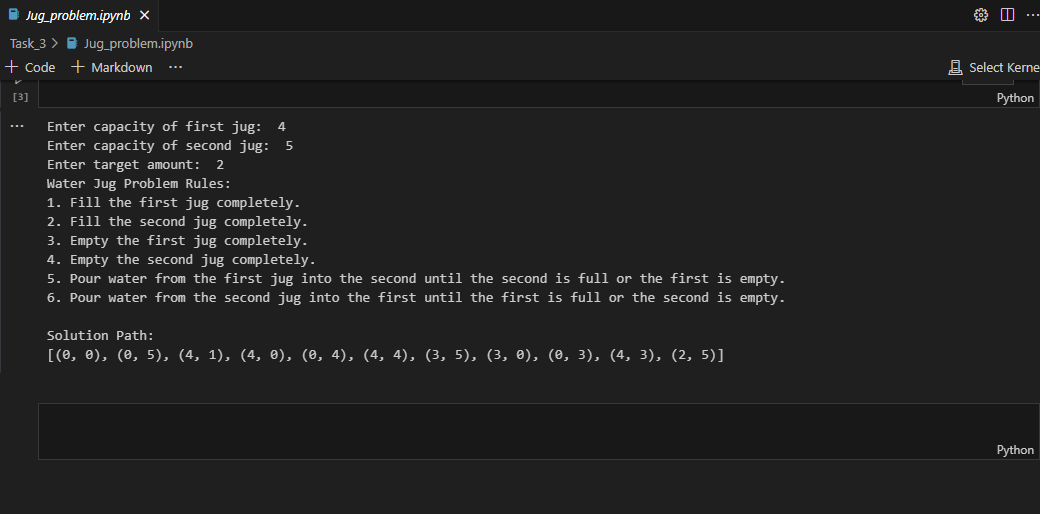 Jug_problem.ipynb ×
Task_3 > Jug_problem.ipynb
+ Code + Markdown ··· Select Kerne
[3]
Python
··· Enter capacity of first jug:  4
Enter capacity of second jug:  5
Enter target amount:  2
Water Jug Problem Rules:
1. Fill the first jug completely.
2. Fill the second jug completely.
3. Empty the first jug completely.
4. Empty the second jug completely.
5. Pour water from the first jug into the second until the second is full or the first is empty.
6. Pour water from the second jug into the first until the first is full or the second is empty.
Solution Path:
[(0, 0), (0, 5), (4, 1), (4, 0), (0, 4), (4, 4), (3, 5), (3, 0), (0, 3), (4, 3), (2, 5)]
Python